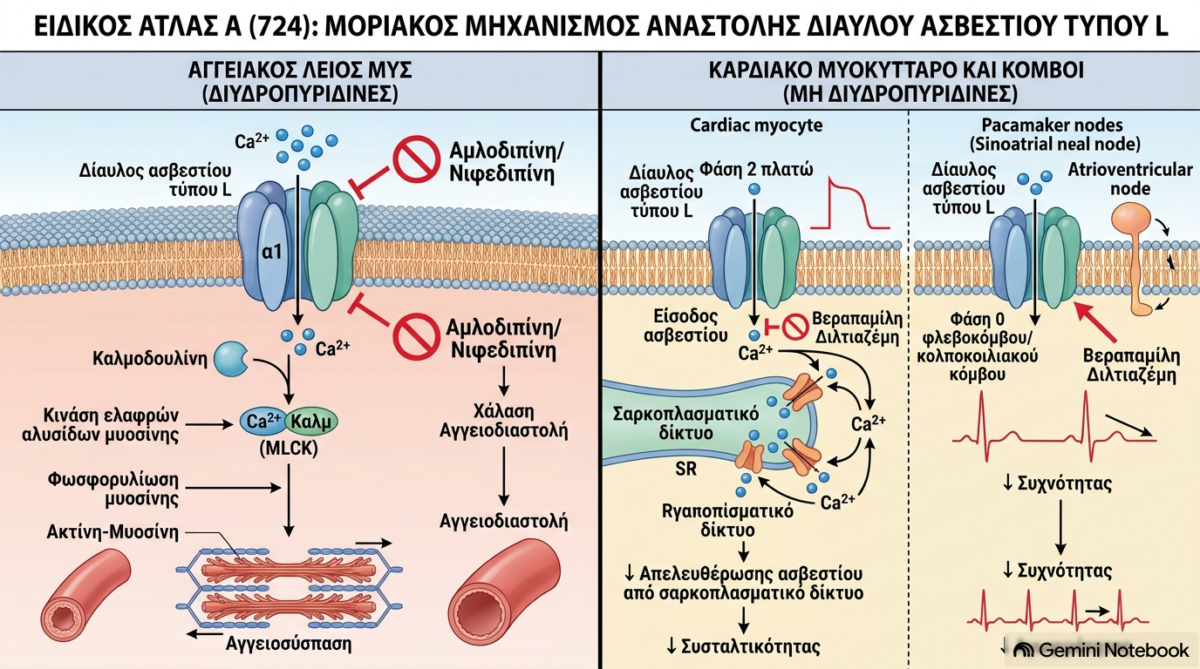 ΕΙΔΙΚΟΣ ΑΤΛΑΣ Α (724): ΜΟΡΙΑΚΟΣ ΜΗΧΑΝΙΣΜΟΣ ΑΝΑΣΤΟΛΗΣ ΔΙΑΥΛΟΥ ΑΣΒΕΣΤΙΟΥ ΤΥΠΟΥ L
ΑΓΓΕΙΑΚΟΣ ΛΕΙΟΣ ΜΥΣ
(ΔΙΥΔΡΟΠΥΡΙΔΙΝΕΣ)
Ca²⁺
Δίαυλος ασβεστίου
τύπου L
Αμλοδιπίνη/
Νιφεδιπίνη
α1
Αμλοδιπίνη/
Νιφεδιπίνη
Ca²⁺
Καλμοδουλίνη
Κινάση ελαφρών
αλυσίδων μυοσίνης
Ca²⁺ Καλμ
(MLCK)
Χάλαση
Αγγειοδιαστολή
Φωσφορυλίωση
μυοσίνης
Ακτίνη-Μυοσίνη
Αγγειοδιαστολή
Αγγειοσύσπαση
ΚΑΡΔΙΑΚΟ ΜΥΟΚΥΤΤΑΡΟ ΚΑΙ ΚΟΜΒΟΙ
(ΜΗ ΔΙΥΔΡΟΠΥΡΙΔΙΝΕΣ)
Cardiac myocyte
Δίαυλος
ασβεστίου
τύπου L
Φάση 2 πλατώ
Είσοδος
ασβεστίου
Ca²⁺
Βεραπαμίλη
Διλτιαζέμη
Σαρκοπλασματικό
δίκτυο
SR
Ca²⁺
Ca²⁺
Rγαποπισματικό
δίκτυο
↓ Απελευθέρωσης ασβεστίου
από σαρκοπλασματικό δίκτυο
↓ Συσταλτικότητας
Pacamaker nodes
(Sinoatrial neal node)
Δίαυλος
ασβεστίου
τύπου L
Atrioventricular
node
Φάση 0
φλεβοκόμβου/
κολποκοιλιακού
κόμβου
Βεραπαμίλη
Διλτιαζέμη
↓ Συχνότητας
↓ Συχνότητας
↓
Gemini Notebook